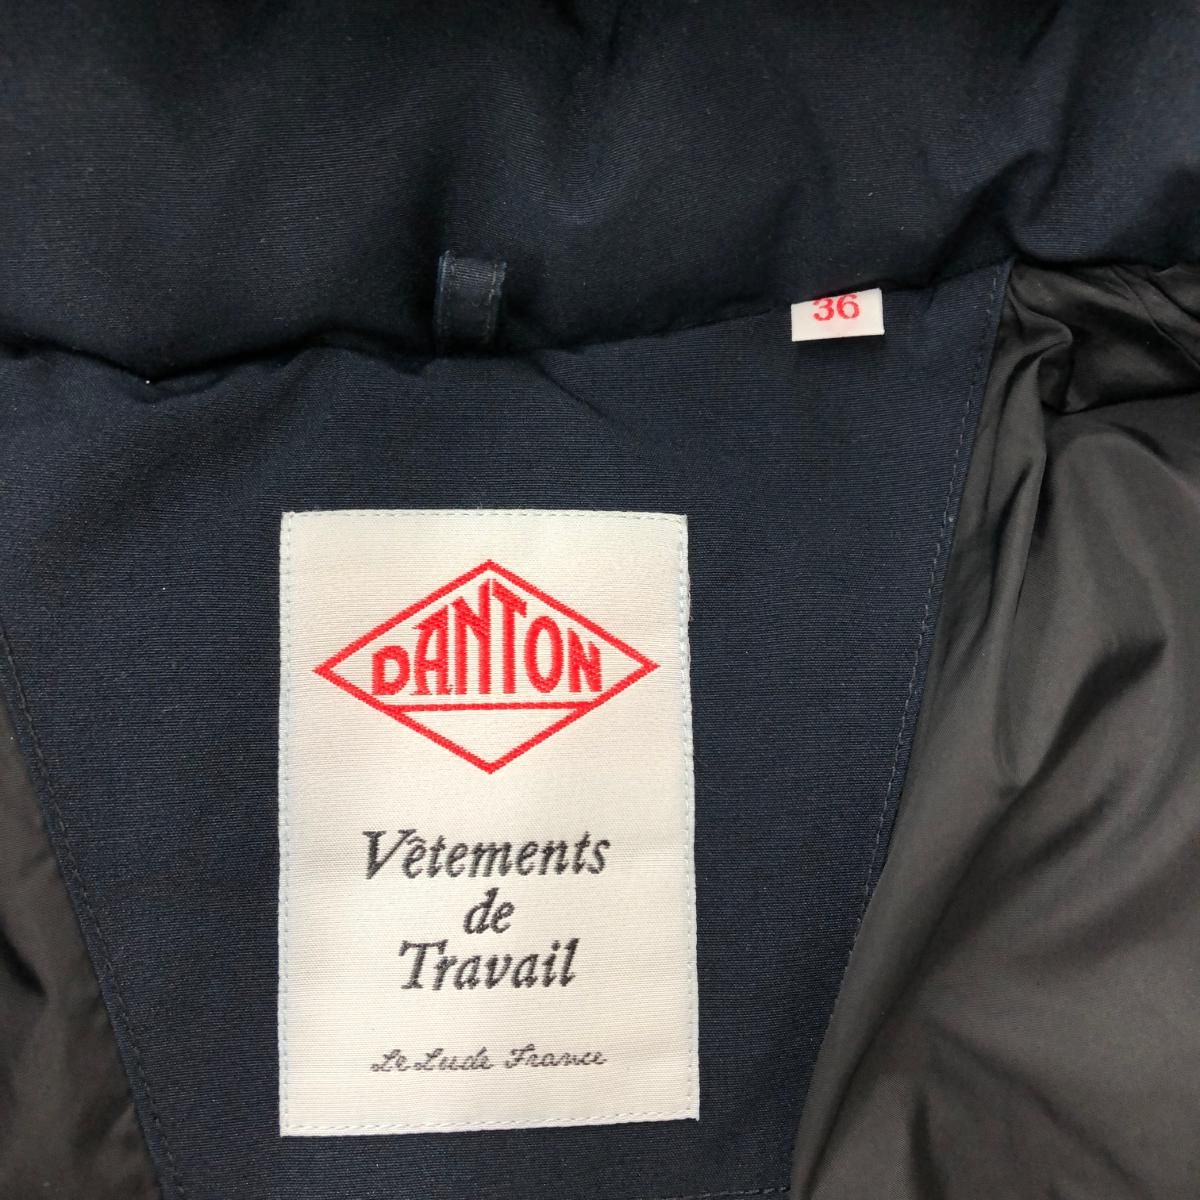 36
DANTON
Vêtements
de
Travail
Le Lude France